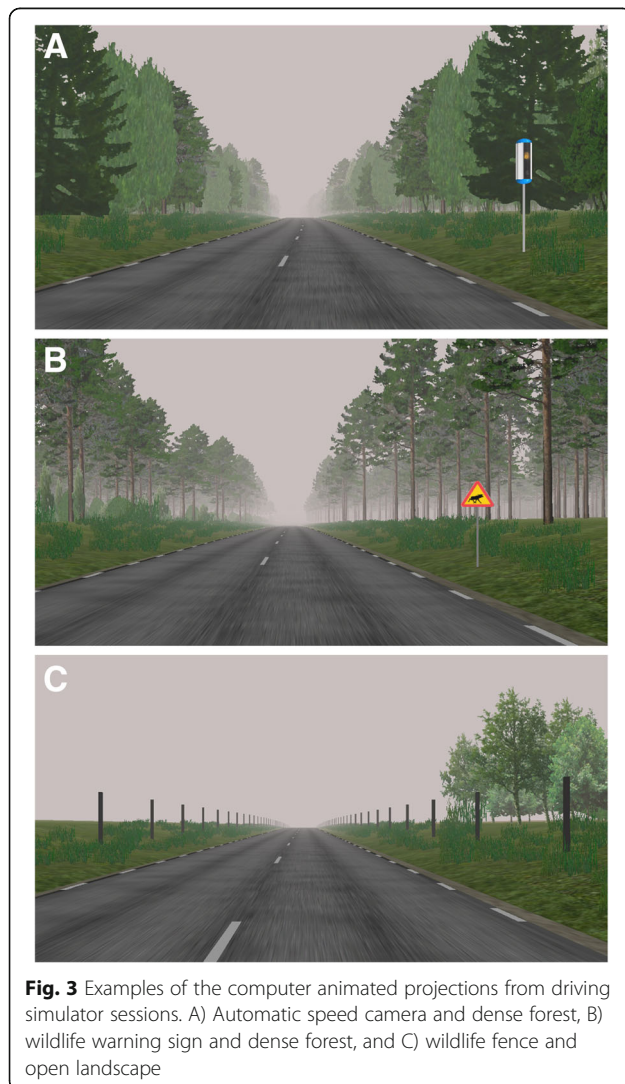 A
B
C
Fig. 3 Examples of the computer animated projections from driving
simulator sessions. A) Automatic speed camera and dense forest, B)
wildlife warning sign and dense forest, and C) wildlife fence and
open landscape